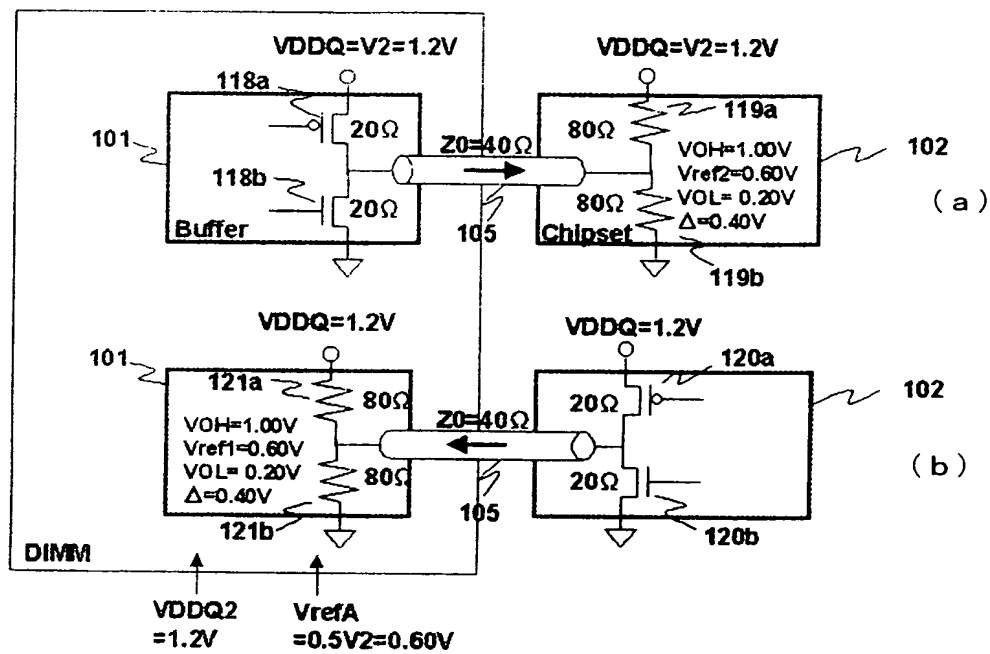 VDDQ=V2=1.2V
VDDQ=V2=1.2V
118a
119a
101
20Ω
Z0=40Ω
80Ω
VOH=1.00V
Vref2=0.60V
VOL= 0.20V
Δ=0.40V
102
(a)
118b
20Ω
80Ω
Buffer
105
Chipset
119b
VDDQ=1.2V
VDDQ=1.2V
101
121a
120a
80Ω
Z0=40Ω
20Ω
102
VOH=1.00V
Vref1=0.60V
VOL= 0.20V
Δ=0.40V
80Ω
20Ω
(b)
121b
105
120b
DIMM
VDDQ2
=1.2V
VrefA
=0.5V2=0.60V